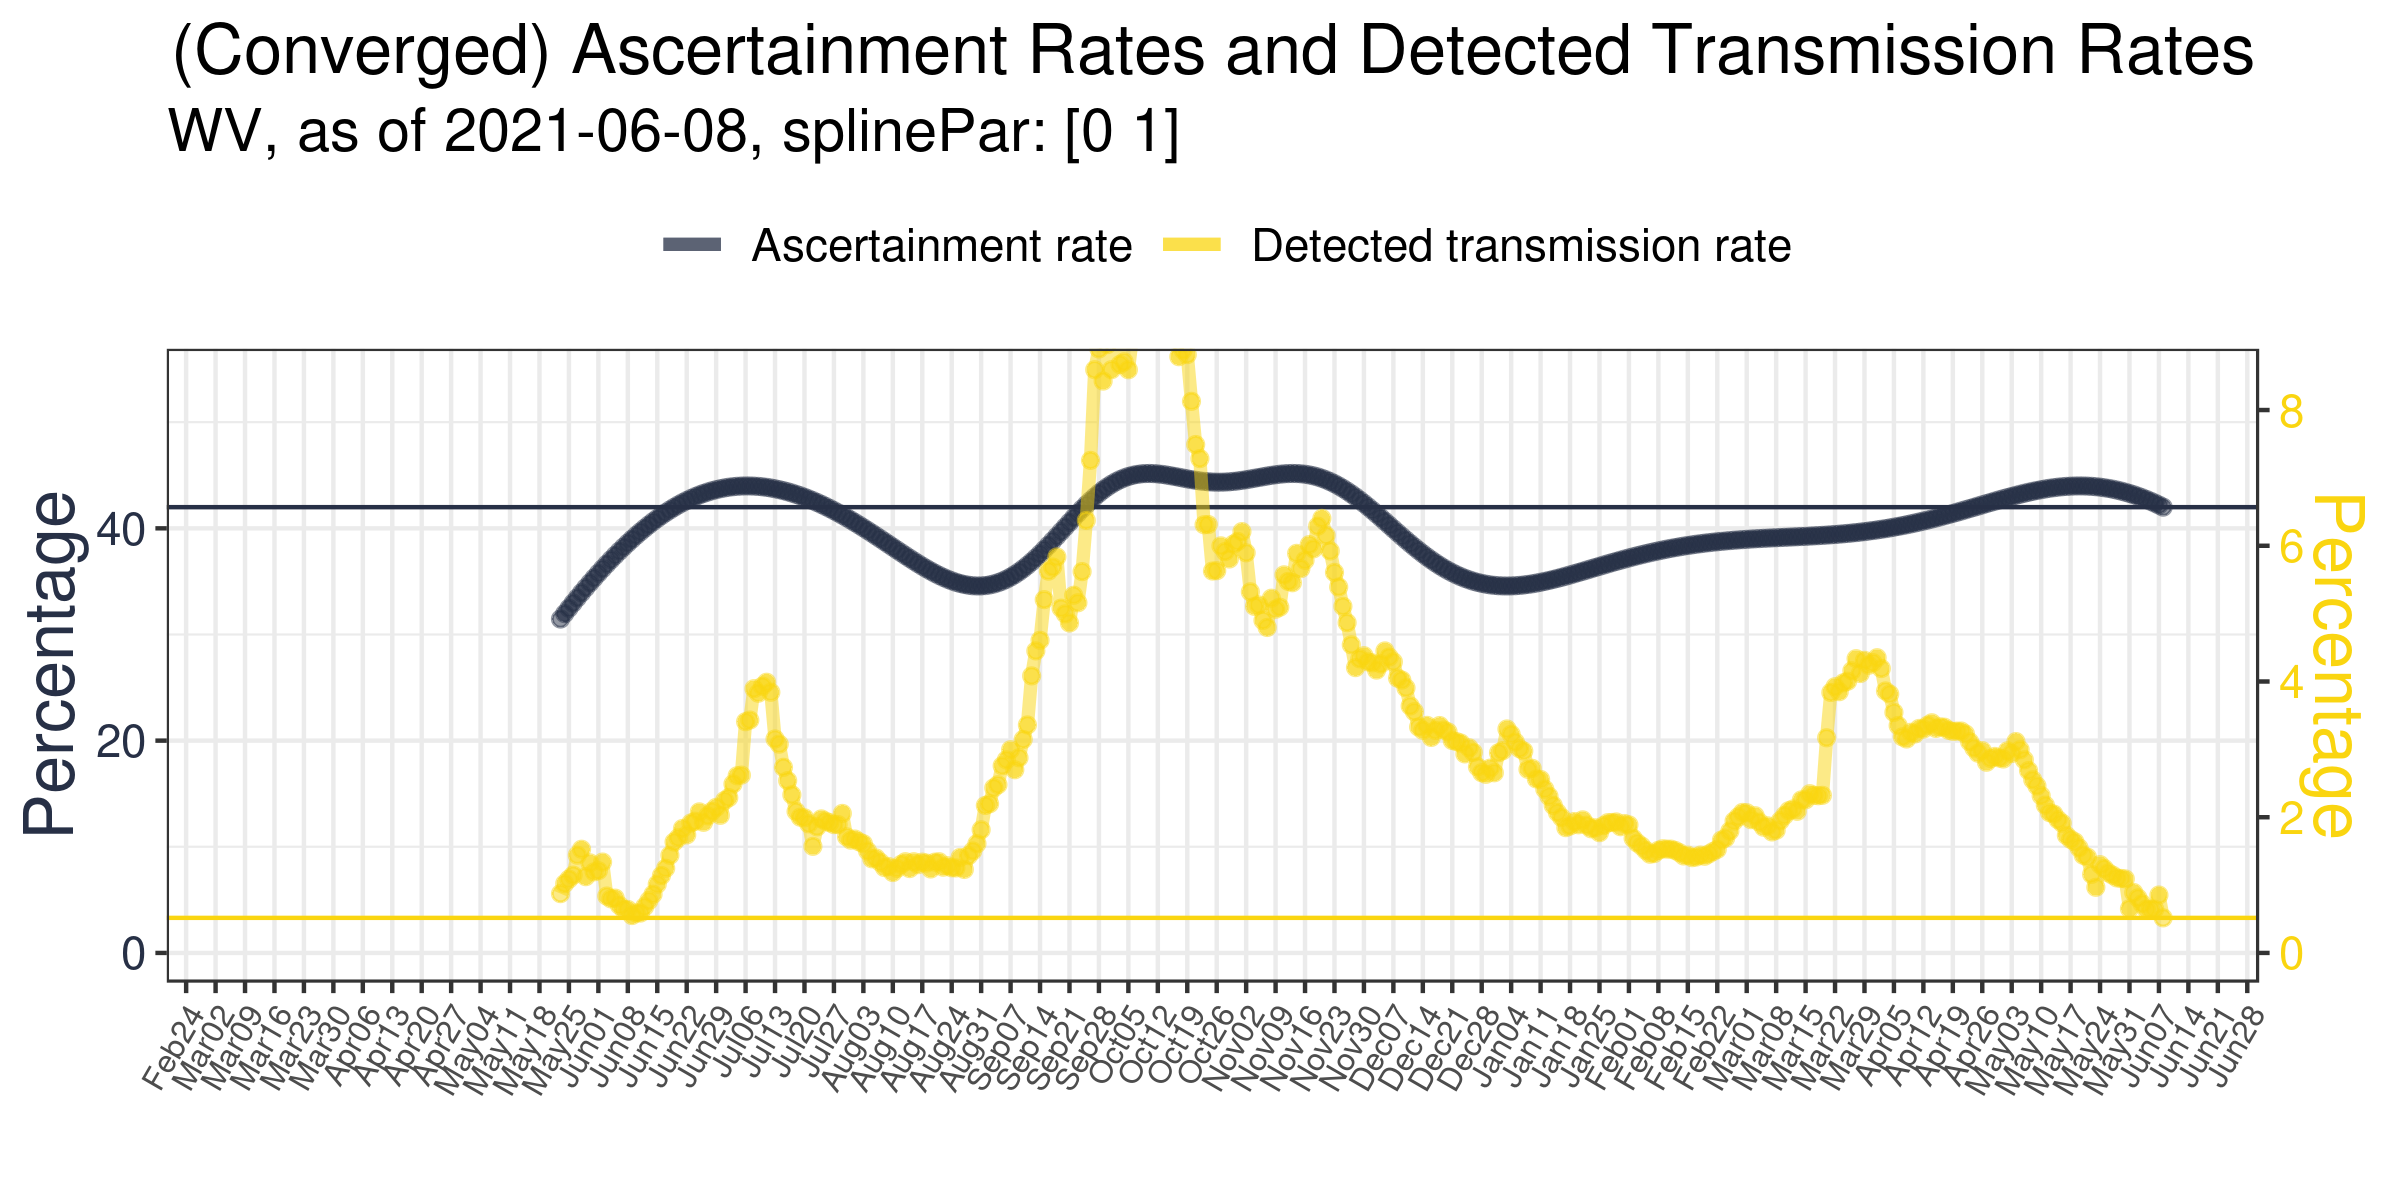 (Converged) Ascertainment Rates and Detected Transmission Rates
WV, as of 2021-06-08, splinePar: [0 1]
Ascertainment rate
Detected transmission rate
Percentage
40
20
0
8
6
4
2
0
Percentage
Feb24
Mar02
Mar09
Mar16
Mar23
Mar30
Apr06
Apr13
Apr20
Apr27
May04
May11
May18
May25
Jun01
Jun08
Jun15
Jun22
Jun29
Jul06
Jul13
Jul20
Jul27
Aug03
Aug10
Aug17
Aug24
Aug31
Sep07
Sep14
Sep21
Sep28
Oct05
Oct12
Oct19
Oct26
Nov02
Nov09
Nov16
Nov23
Nov30
Dec07
Dec14
Dec21
Dec28
Jan04
Jan11
Jan18
Jan25
Feb01
Feb08
Feb15
Feb22
Mar01
Mar08
Mar15
Mar22
Mar29
Apr05
Apr12
Apr19
Apr26
May03
May10
May17
May24
May31
Jun07
Jun14
Jun21
Jun28